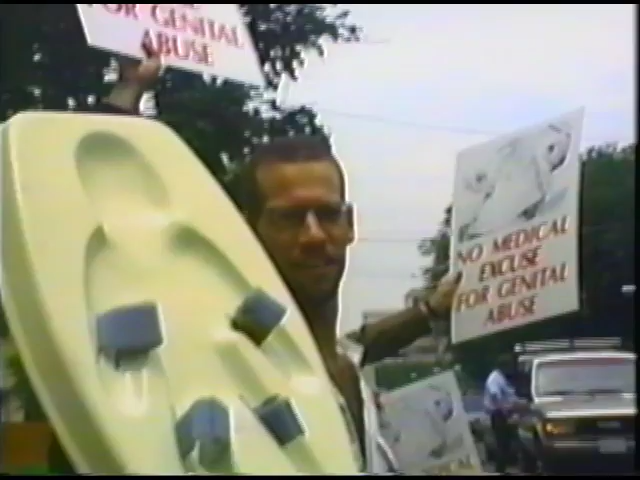 FOR GENITAL
ABUSE
NO MEDICAL
EXCUSE
FOR GENITAL
ABUSE